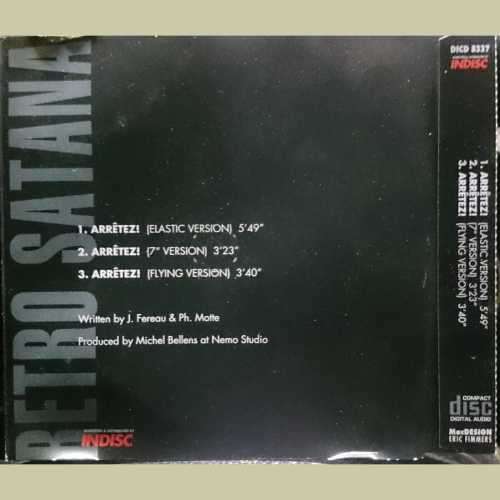 RETRO SATANA
1. ARRÊTEZ! (ELASTIC VERSION) 5'49"
2. ARRÊTEZ! (7" VERSION) 3'23"
3. ARRÊTEZ! (FLYING VERSION) 3'40"
Written by J. Fereau & Ph. Motte
Produced by Michel Bellens at Nemo Studio
INDISC
DICD 8337
INDISC
1. ARRÊTEZ! (ELASTIC VERSION) 5'49"
2. ARRÊTEZ! (7" VERSION) 3'23"
3. ARRÊTEZ! (FLYING VERSION) 3'40"
COMPACT
disc
DIGITAL AUDIO
MacDESIGN
ERIC FIMMERS